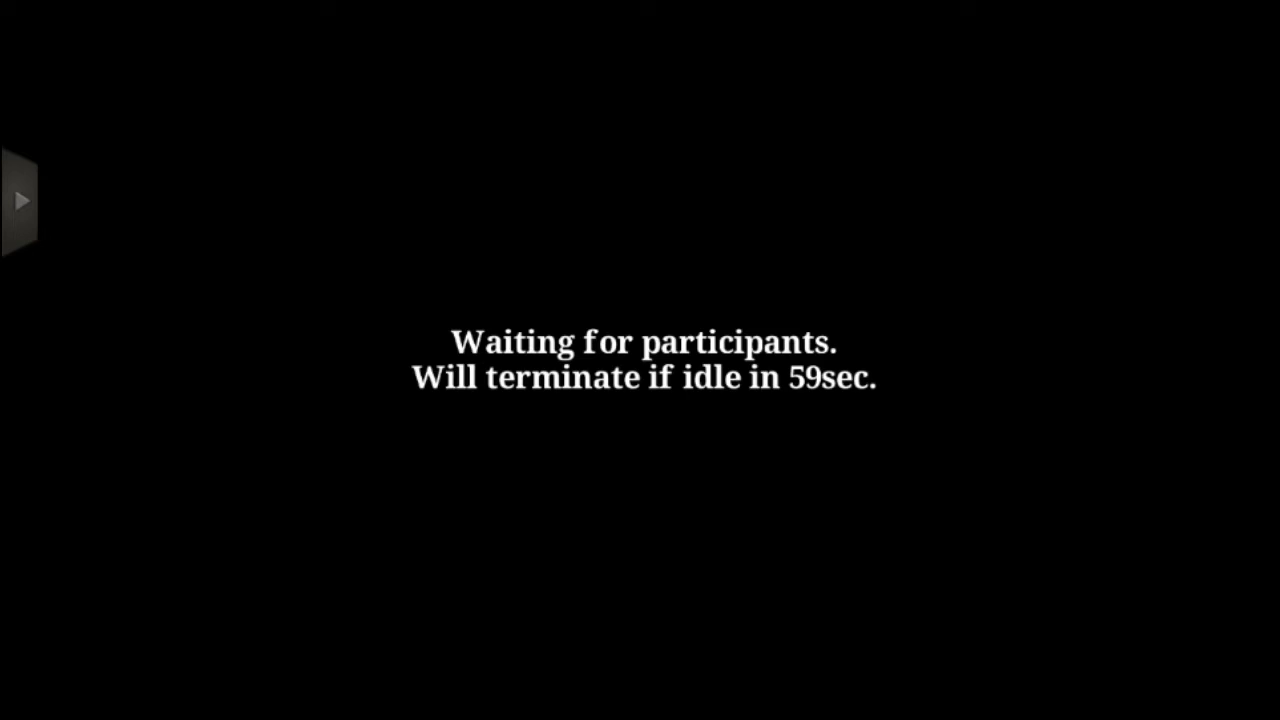 Waiting for participants.
Will terminate if idle in 59sec.